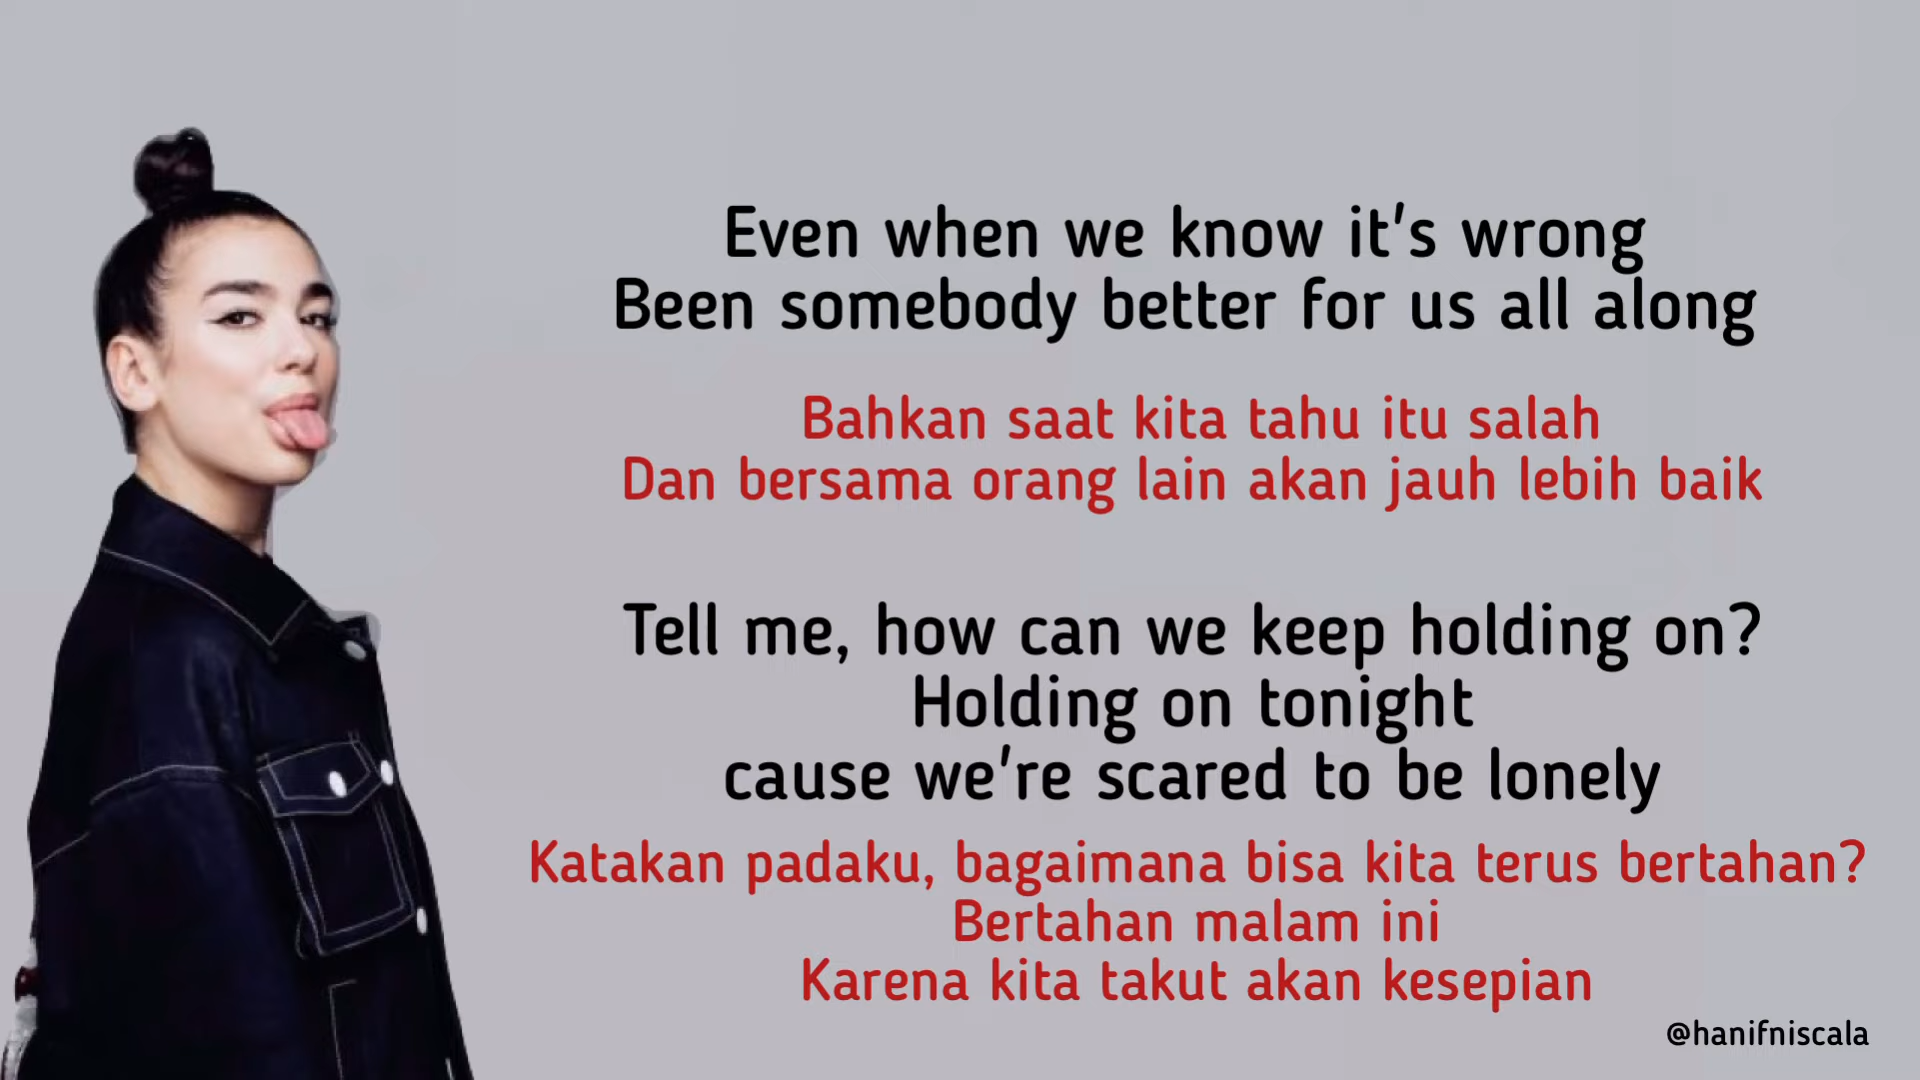 Even when we know it's wrong
Been somebody better for us all along
Bahkan saat kita tahu itu salah
Dan bersama orang lain akan jauh lebih baik
Tell me, how can we keep holding on?
Holding on tonight
cause we're scared to be lonely
Katakan padaku, bagaimana bisa kita terus bertahan?
Bertahan malam ini
Karena kita takut akan kesepian
@hanifniscala